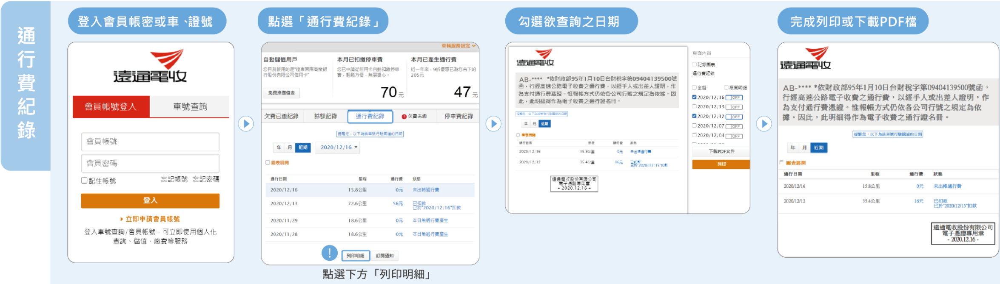 通行費紀錄
登入會員帳密或車、證號
遠通電收
會員帳號登入
車號查詢
會員帳號
會員密碼
記住帳號
忘記帳號 忘記密碼
登入
立即申請會員帳號
登入車號查詢/會員帳號，可立即使用個人化
查詢、儲值、繳費等服務
點選「通行費紀錄」
車輛服務設定
自動儲值用戶
您目前使用的是"遠東國際商業銀
行股份有限公司信用卡"
免費換儲值金
本月已扣繳停車費
您已申請從信用卡自動扣繳停車
費，輕鬆方便，無需掛心。
70元
本月已產生通行費
近一年來，9折優惠已為您省下約
205元
47元
欠費已繳紀錄 餘額紀錄 通行費紀錄 欠費未繳 停車費紀錄
提醒您，以下為該車號行駛國道的日期
年 月 近期 2020/12/16
圖表展開
通行日期 里程 通行費 狀態
2020/12/16 15.8公里 0元 未出帳通行費
2020/12/13 72.6公里 56元 已扣款
已於"2020/12/16"扣款
2020/11/29 18.6公里 0元 本日無通行費產生
2020/11/28 18.6公里 0元 本日無通行費產生
! 列印明細 訂閱通知
點選下方「列印明細」
勾選欲查詢之日期
遠通電收
AB-**** *依財政部95年1月10日台財稅字第09404139500號
函，行經高速公路電子收費之通行費，以經手人或出差人證明，作
為支付通行費憑證。惟報帳方式仍依各公司行號之規定為依據。因
此，此明細得作為電子收費之通行證名冊。
提醒您，以下為該車號行駛國道的日期
年 月 近期
圖表展開
通行日期 里程 通行費 狀態
2020/12/16 15.8公里 0元 未出帳通行費
2020/12/12 35.4公里 16元 已扣款
已於"2020/12/15"扣款
遠通電收股份有限公司
電子憑證專用章
- 2020.12.16 -
頁面內容
記錄圖表
通行費紀錄
全選 展開明細
2020/12/16 OFF
2020/12/13 OFF
2020/12/12 OFF
2020/12/07 OFF
2020/12/04 OFF
下載PDF文件
列印
完成列印或下載PDF檔
遠通電收
AB-**** *依財政部95年1月10日台財稅字第09404139500號函，
行經高速公路電子收費之通行費，以經手人或出差人證明，作
為支付通行費憑證。惟報帳方式仍依各公司行號之規定為依
據。因此，此明細得作為電子收費之通行證名冊。
提醒您，以下為該車號行駛國道的日期
年 月 近期
圖表展開
通行日期 里程 通行費 狀態
2020/12/16 15.8公里 0元 未出帳通行費
2020/12/12 35.4公里 16元 已扣款
已於"2020/12/15"扣款
遠通電收股份有限公司
電子憑證專用章
- 2020.12.16 -